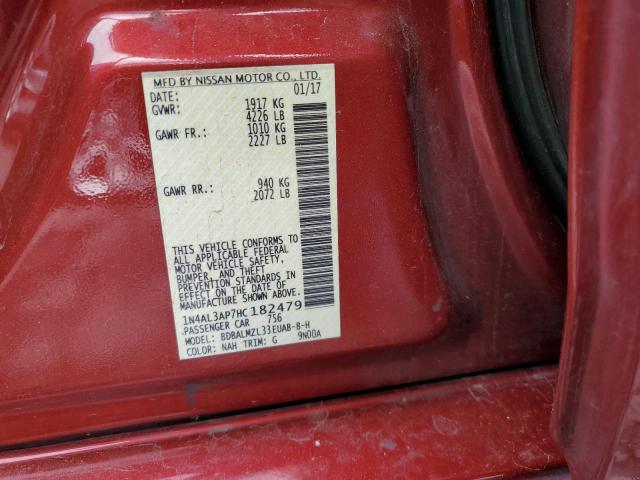 MFD BY NISSAN MOTOR CO., LTD.
DATE: 01/17
GVWR: 1917 KG
4226 LB
GAWR FR: 1010 KG
2227 LB
GAWR RR.: 940 KG
2072 LB
THIS VEHICLE CONFORMS TO
ALL APPLICABLE FEDERAL
MOTOR VEHICLE SAFETY,
BUMPER, AND THEFT
PREVENTION STANDARDS IN
EFFECT ON THE DATE OF
MANUFACTURE SHOWN ABOVE.
1N4AL3AP7HC182479
PASSENGER CAR 756
MODEL: BDBALMZL33EUAB-B-H
COLOR: NAH TRIM: G 9N00A